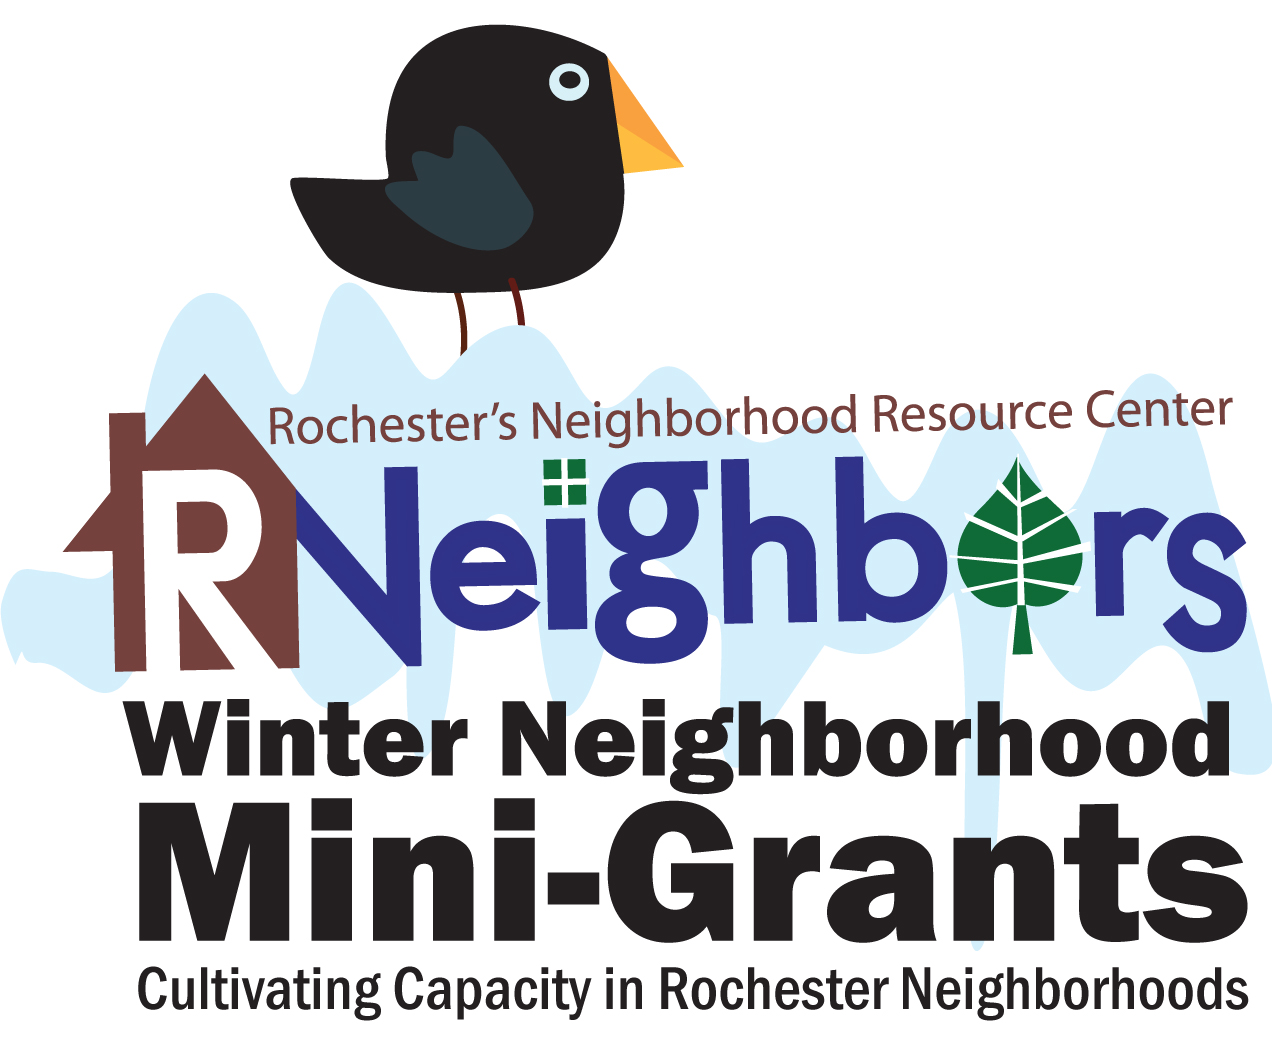 Rochester's Neighborhood Resource Center
RNeighbors
Winter Neighborhood
Mini-Grants
Cultivating Capacity in Rochester Neighborhoods